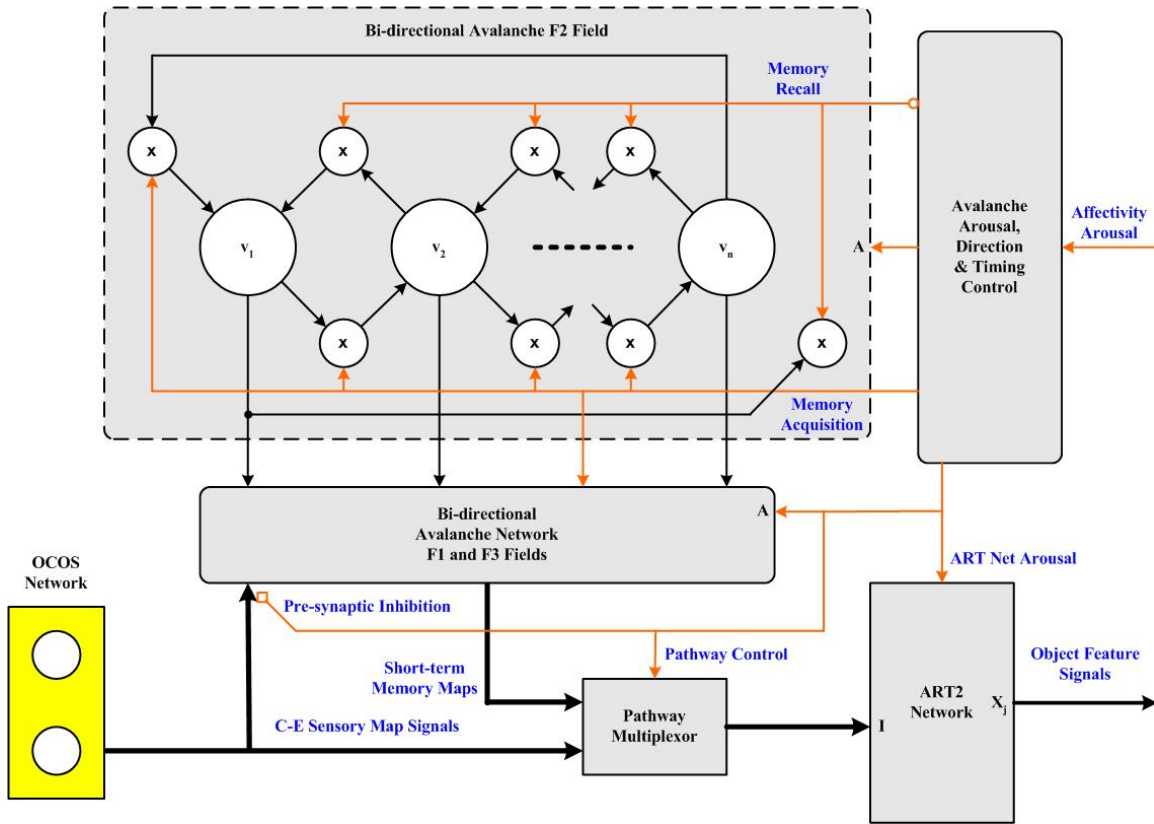 Bi-directional Avalanche F2 Field
Memory
Recall
x
x
x
x
Avalanche
Arousal,
Direction
& Timing
Control
Affectivity
Arousal
v1
v2
vn
A
x
x
x
x
Memory
Acquisition
Bi-directional
Avalanche Network
F1 and F3 Fields
A
OCOS
Network
ART Net Arousal
Pre-synaptic Inhibition
Pathway Control
Short-term
Memory Maps
C-E Sensory Map Signals
Pathway
Multiplexor
ART2
Network
I
Xj
Object Feature
Signals